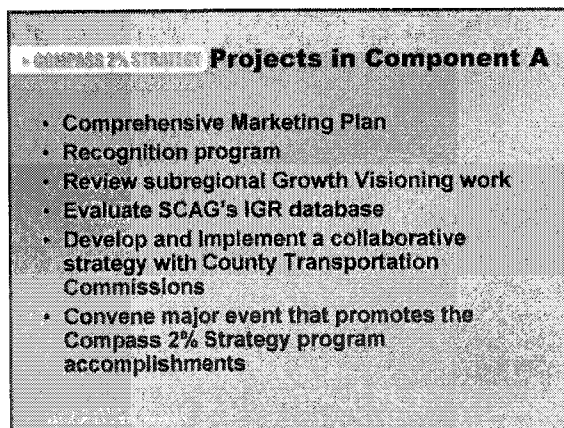 COMPASS 2% STRATEGY Projects in Component A
• Comprehensive Marketing Plan
• Recognition program
• Review subregional Growth Visioning work
• Evaluate SCAG's IGR database
• Develop and implement a collaborative
strategy with County Transportation
Commissions
• Convene major event that promotes the
Compass 2% Strategy program
accomplishments